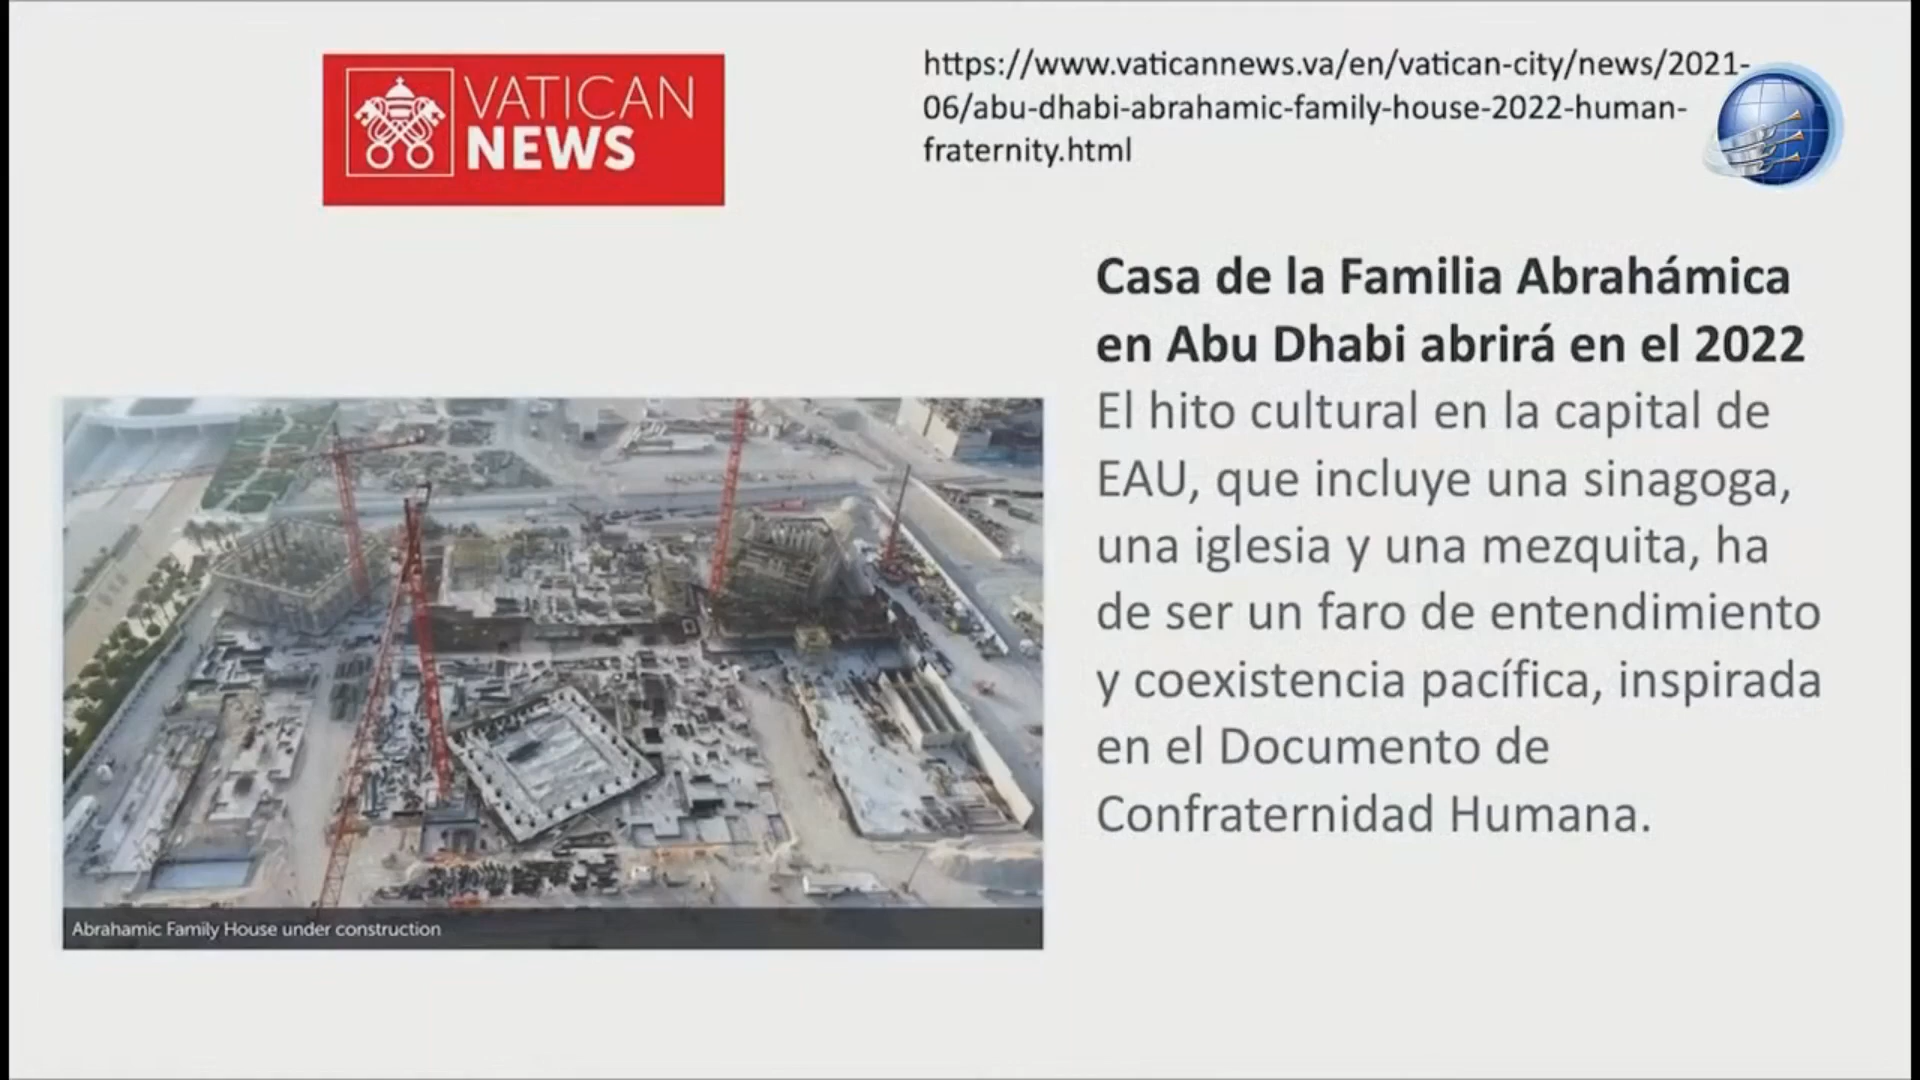 VATICAN
NEWS
https://www.vaticannews.va/en/vatican-city/news/2021-
06/abu-dhabi-abrahamic-family-house-2022-human-
fraternity.html
Casa de la Familia Abrahámica
en Abu Dhabi abrirá en el 2022
El hito cultural en la capital de
EAU, que incluye una sinagoga,
una iglesia y una mezquita, ha
de ser un faro de entendimiento
y coexistencia pacífica, inspirada
en el Documento de
Confraternidad Humana.
Abrahamic Family House under construction